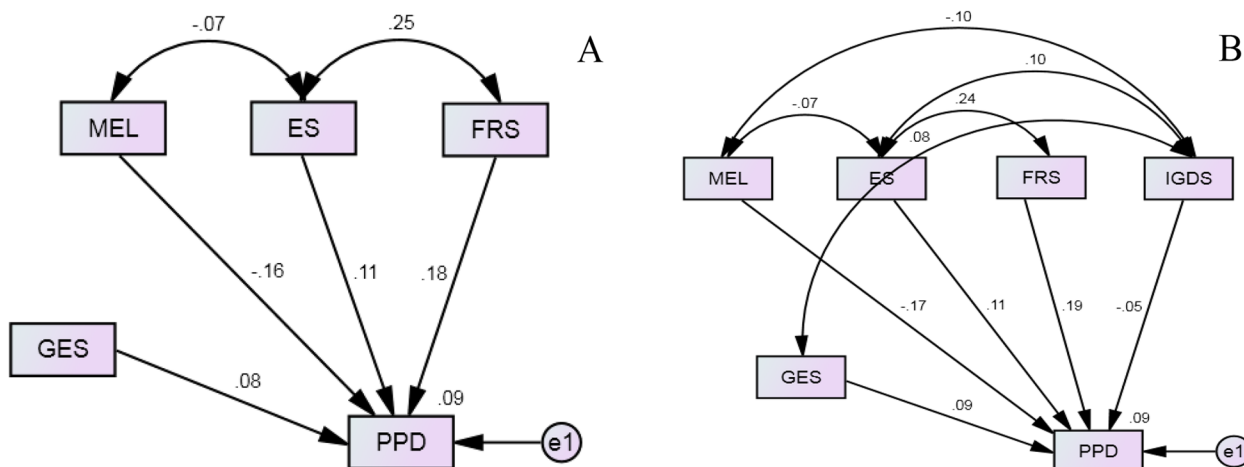 -.07
.25
A
MEL
ES
FRS
-.16
.11
.18
GES
.08
.09
PPD
e1
-.10
B
.10
-.07
.24
.08
MEL
ES
FRS
IGDS
-.17
.11
.19
-.05
GES
.09
.09
PPD
e1